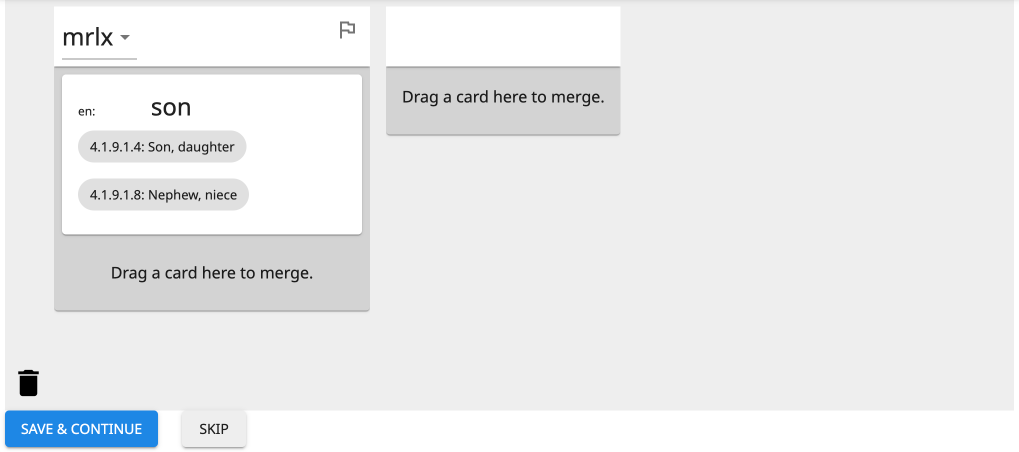 mrlx
en: son
4.1.9.1.4: Son, daughter
4.1.9.1.8: Nephew, niece
Drag a card here to merge.
Drag a card here to merge.
SAVE & CONTINUE
SKIP